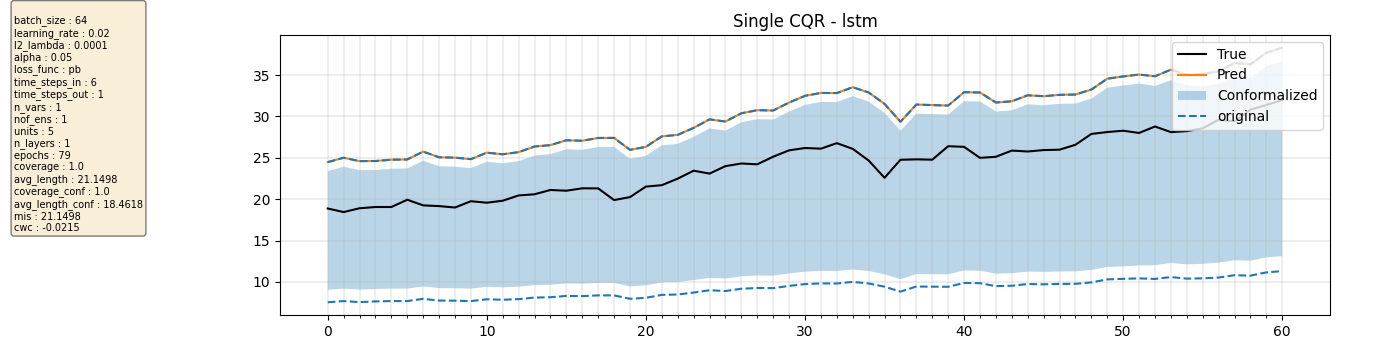 batch_size : 64
learning_rate : 0.02
l2_lambda : 0.0001
alpha : 0.05
loss_func : pb
time_steps_in : 6
time_steps_out : 1
n_vars : 1
nof_ens : 1
units : 5
n_layers : 1
epochs : 79
coverage : 1.0
avg_length : 21.1498
coverage_conf : 1.0
avg_length_conf : 18.4618
mis : 21.1498
cwc : -0.0215
Single CQR - lstm
35
30
25
20
15
10
True
Pred
Conformalized
original
0 10 20 30 40 50 60